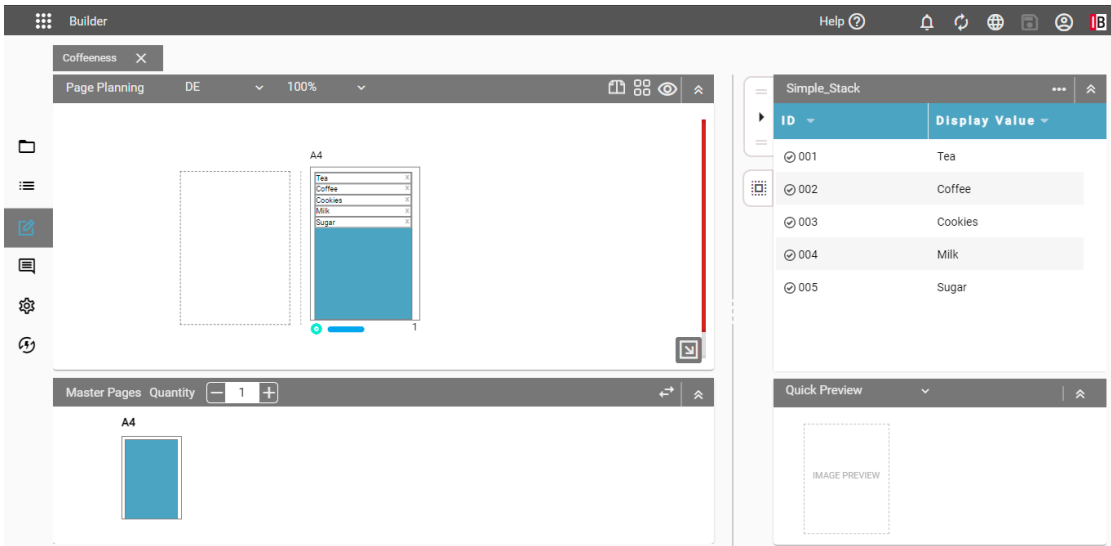 Builder
Help
B
Coffeeness
Page Planning DE 100%
A4
Tea x
Coffee x
Cookies x
Milk x
Sugar x
1
Master Pages Quantity 1
A4
Simple_Stack
ID Display Value
001 Tea
002 Coffee
003 Cookies
004 Milk
005 Sugar
Quick Preview
IMAGE PREVIEW